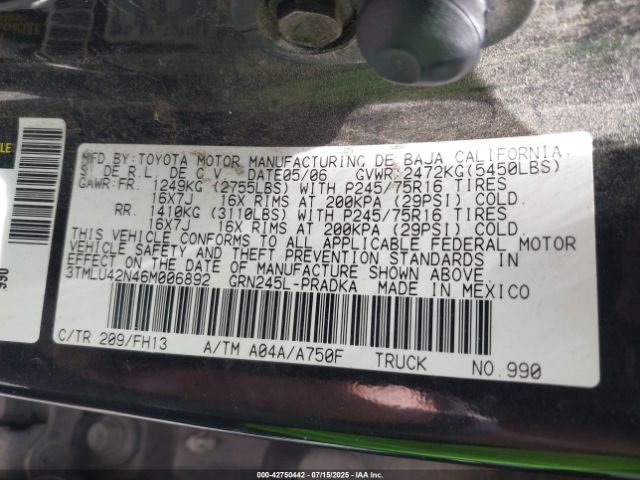 MFD.BY:TOYOTA MOTOR MANUFACTURING DE BAJA CALIFORNIA
S. DE R.L. DE C.V. DATE05/06 GVWR 2472KG(5450LBS)
GAWR:FR. 1249KG (2755LBS) WITH P245/75R16 TIRES
16X7J 16X RIMS AT 200KPA (29PSI) COLD.
RR. 1410KG (3110LBS) WITH P245/75R16 TIRES
16X7J 16X RIMS AT 200KPA (29PSI) COLD.
THIS VEHICLE CONFORMS TO ALL APPLICABLE FEDERAL MOTOR
VEHICLE SAFETY AND THEFT PREVENTION STANDARDS IN
EFFECT ON THE DATE OF MANUFACTURE SHOWN ABOVE.
3TMLU42N46M006892 GRN245L-PRADKA MADE IN MEXICO
C/TR 209/FH13 A/TM A04A/A750F TRUCK NO.990
990
000-42750442 - 07/15/2025 - IAAI.COM